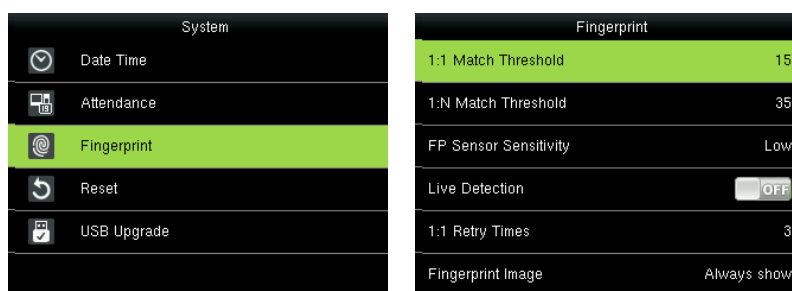 System
Date Time
Attendance
Fingerprint
Reset
USB Upgrade
Fingerprint
1:1 Match Threshold 15
1:N Match Threshold 35
FP Sensor Sensitivity Low
Live Detection OFF
1:1 Retry Times 3
Fingerprint Image Always show